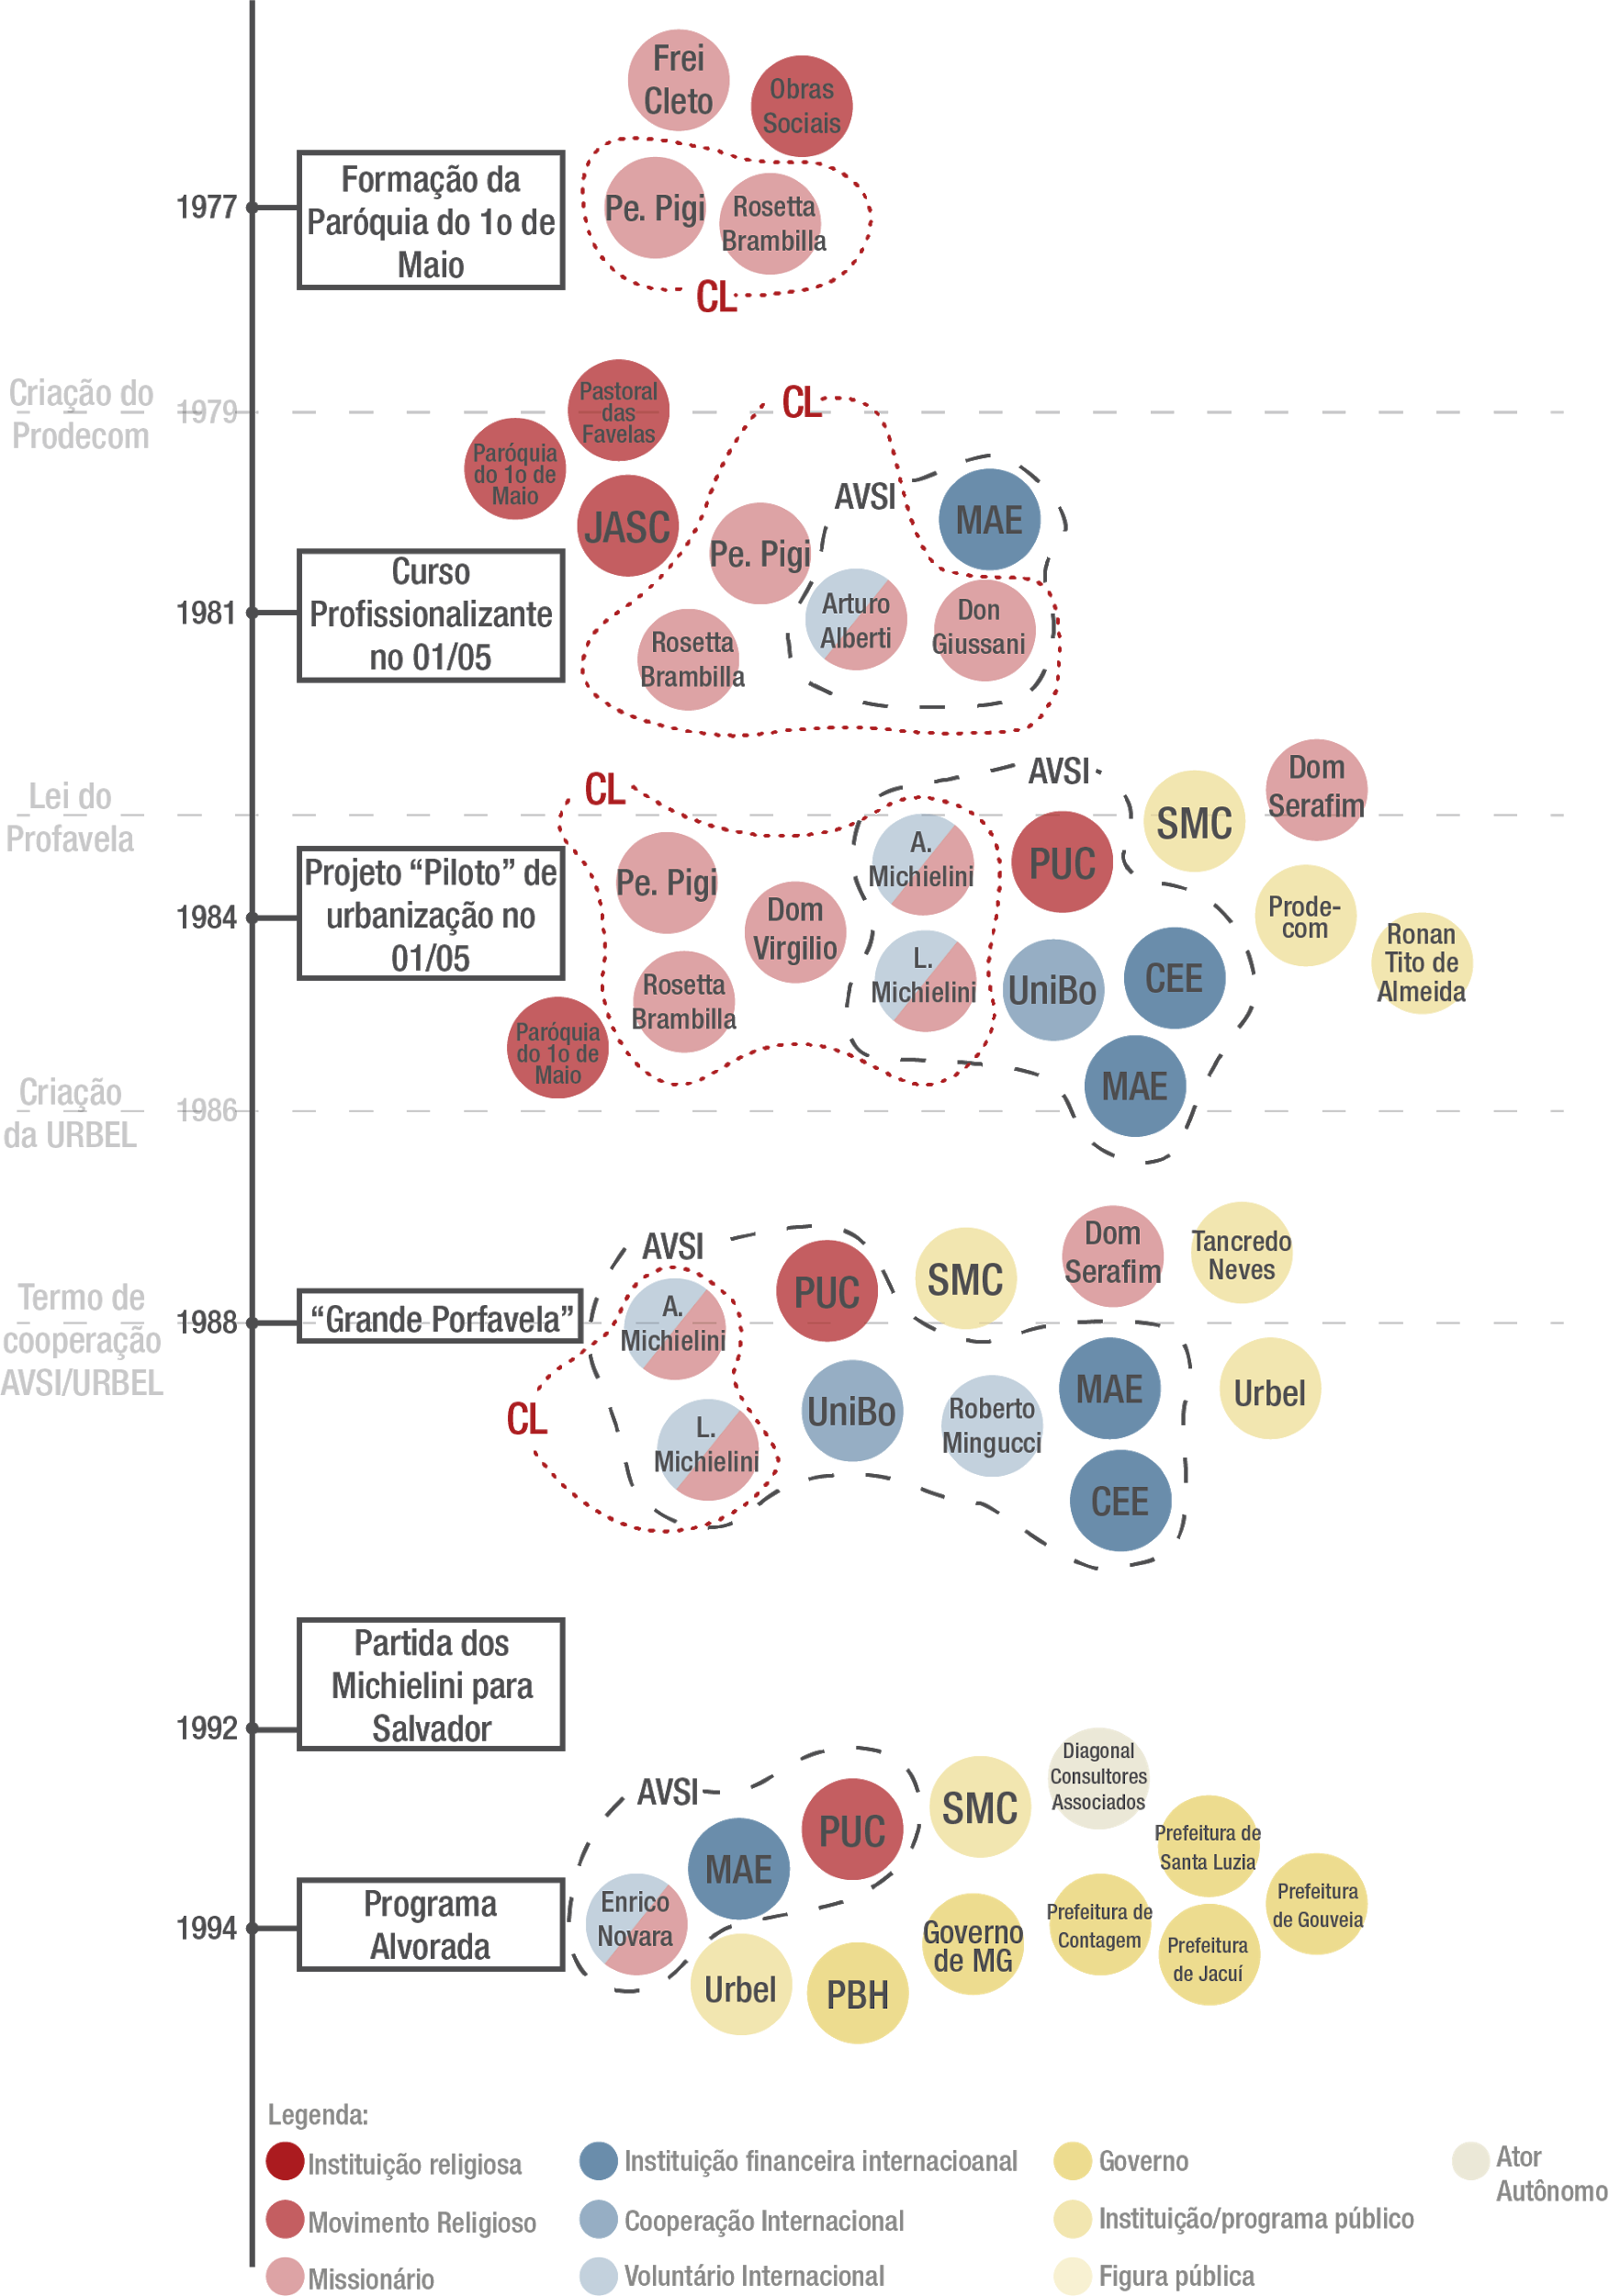 Frei
Cleto
Obras
Sociais
1977
Formação da
Paróquia do 1o de
Maio
Pe. Pigi
Rosetta
Brambilla
CL
Criação do
Prodecom
1979
Pastoral
das
Favelas
Paróquia
do 1o de
Maio
JASC
CL
AVSI
MAE
Pe. Pigi
1981
Curso
Profissionalizante
no 01/05
Rosetta
Brambilla
Arturo
Alberti
Don
Giussani
Lei do
Profavela
CL
AVSI
SMC
Dom
Serafim
1984
Projeto “Piloto” de
urbanização no
01/05
Pe. Pigi
Dom
Virgilio
A.
Michielini
PUC
Prode-
com
Ronan
Tito de
Almeida
Rosetta
Brambilla
L.
Michielini
UniBo
CEE
Paróquia
do 1o de
Maio
MAE
Criação
da URBEL
1986
AVSI
PUC
SMC
Dom
Serafim
Tancredo
Neves
Termo de
cooperação
AVSI/URBEL
1988
“Grande Porfavela”
A.
Michielini
CL
L.
Michielini
UniBo
Roberto
Mingucci
MAE
Urbel
CEE
1992
Partida dos
Michielini para
Salvador
AVSI
MAE
PUC
SMC
Diagonal
Consultores
Associados
Prefeitura de
Santa Luzia
1994
Programa
Alvorada
Enrico
Novara
Urbel
PBH
Governo
de MG
Prefeitura de
Contagem
Prefeitura
de Jacuí
Prefeitura
de Gouveia
Legenda:
Instituição religiosa
Movimento Religioso
Missionário
Instituição financeira internacioanal
Cooperação Internacional
Voluntário Internacional
Governo
Instituição/programa público
Figura pública
Ator
Autônomo